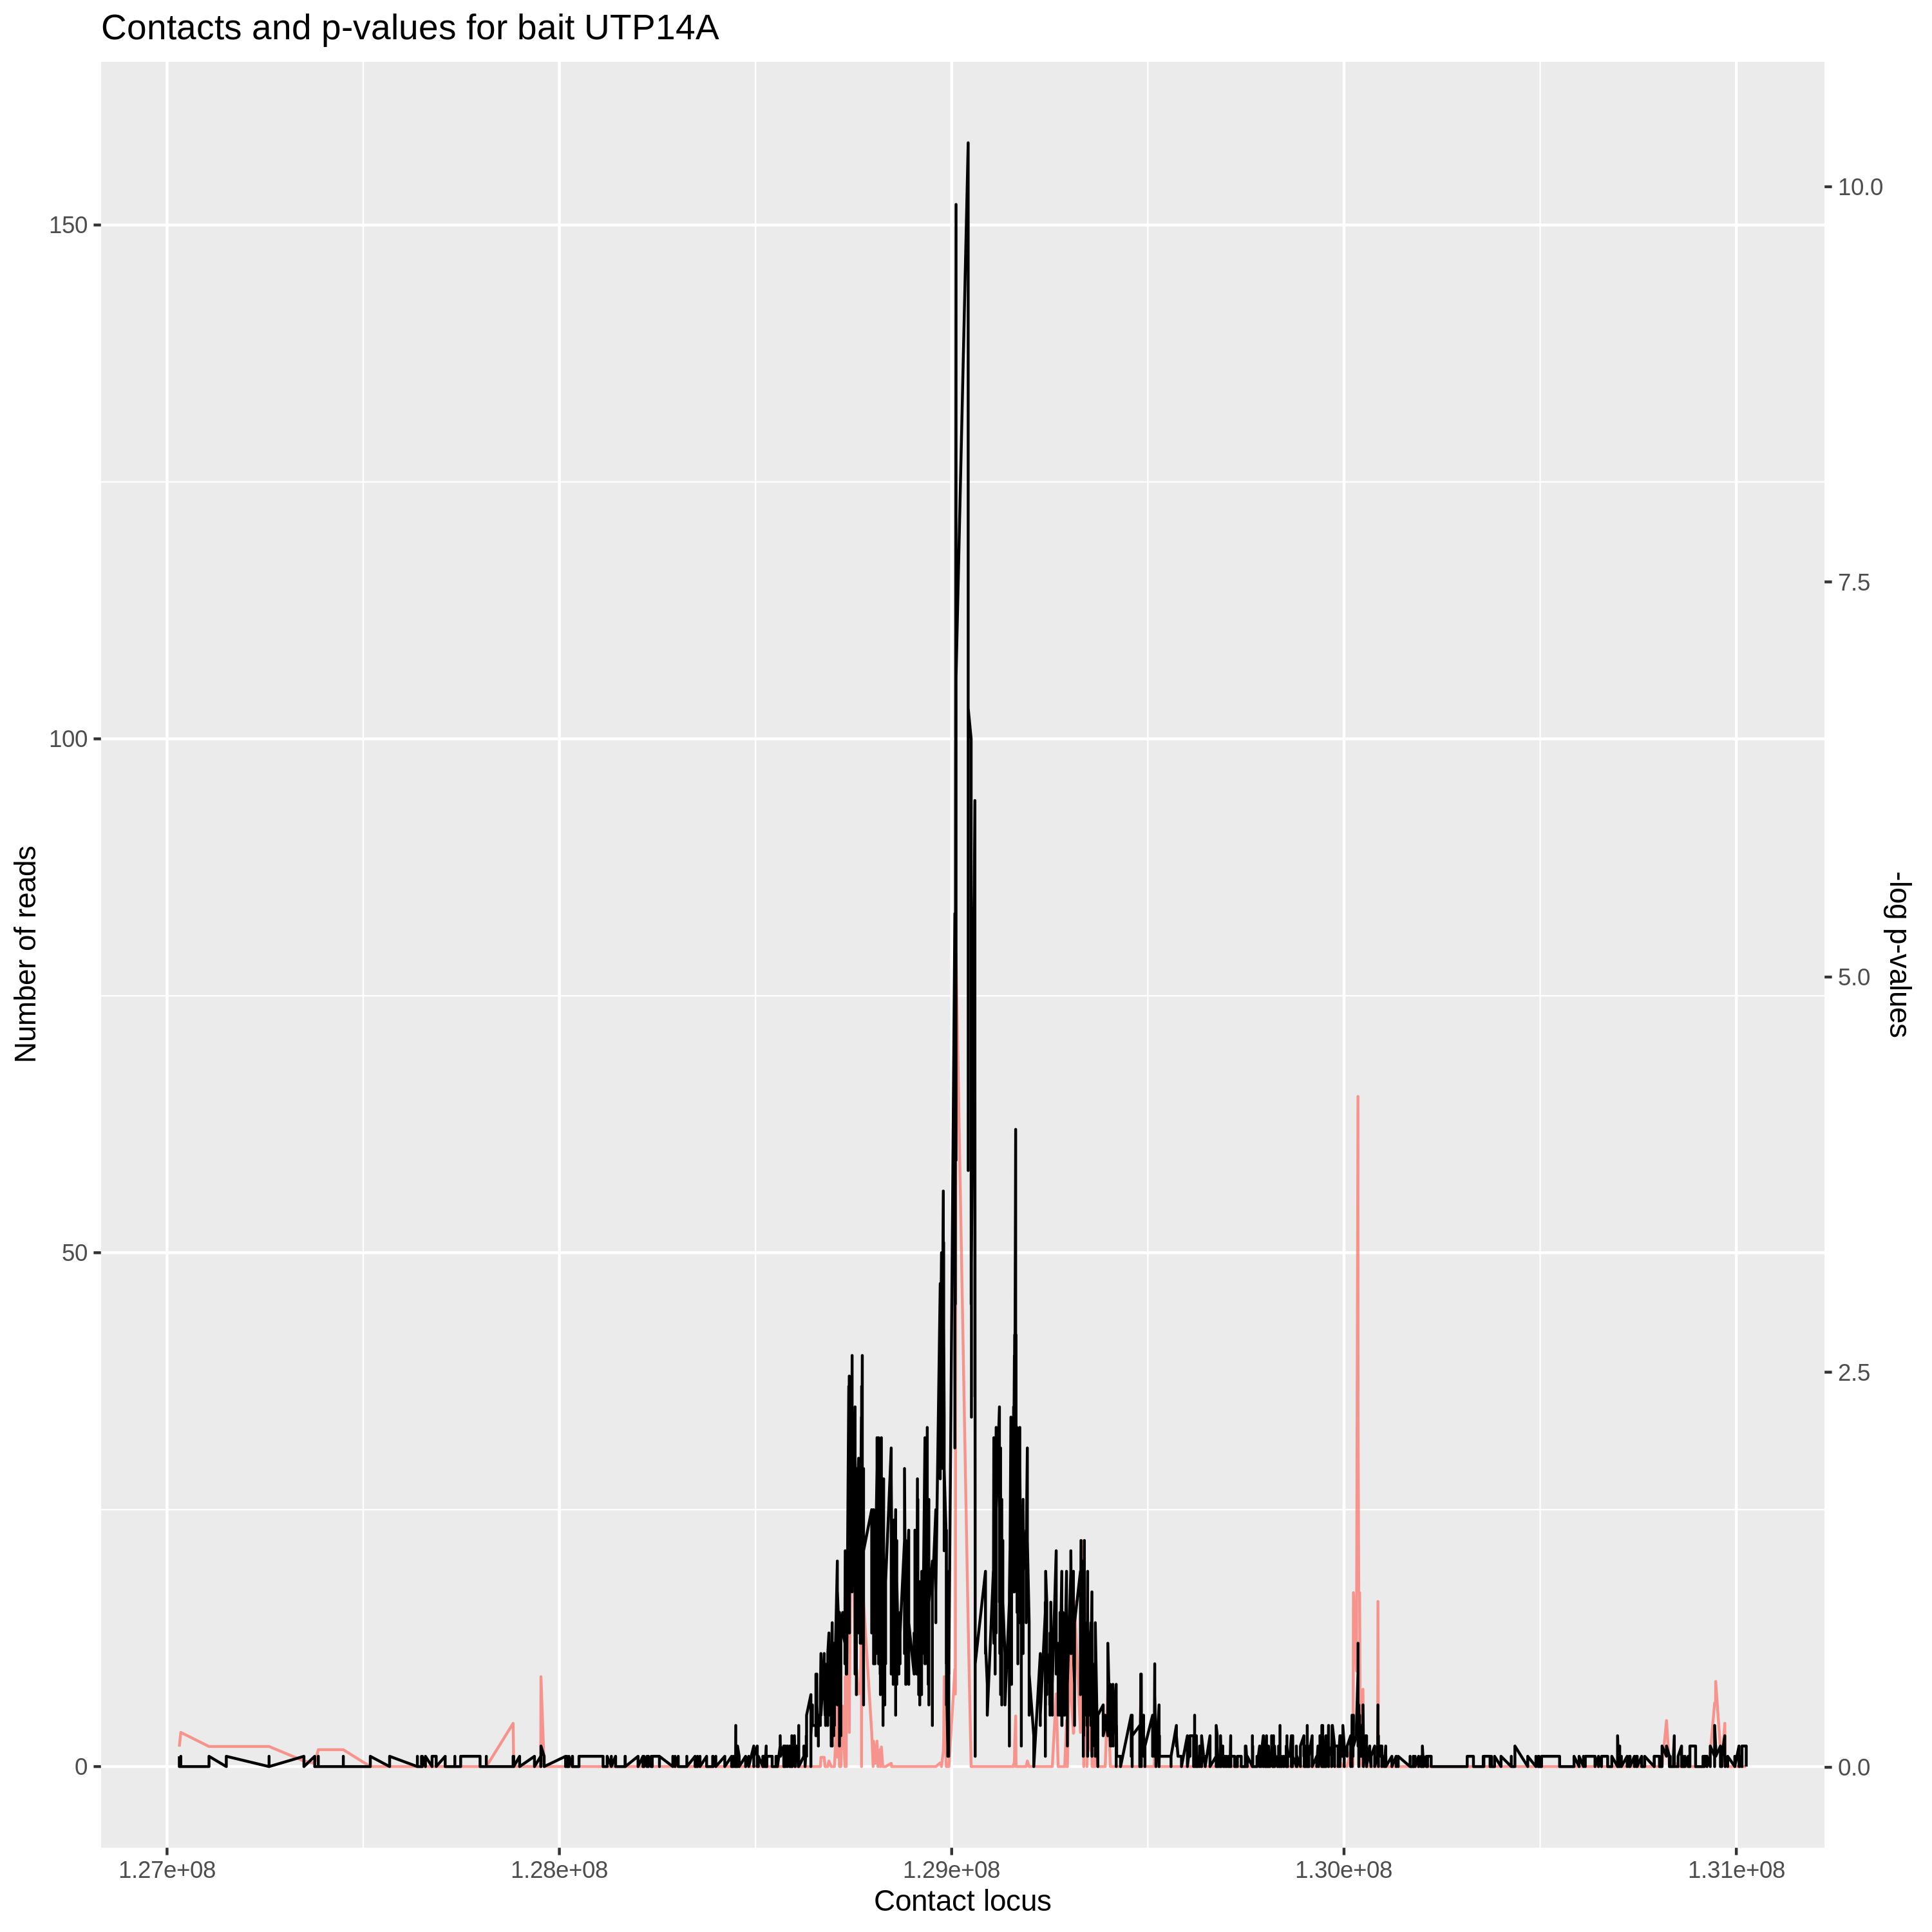 Contacts and p-values for bait UTP14A
150
100
50
0
Number of reads
10.0
7.5
5.0
2.5
0.0
-log p-values
1.27e+08
1.28e+08
1.29e+08
1.30e+08
1.31e+08
Contact locus